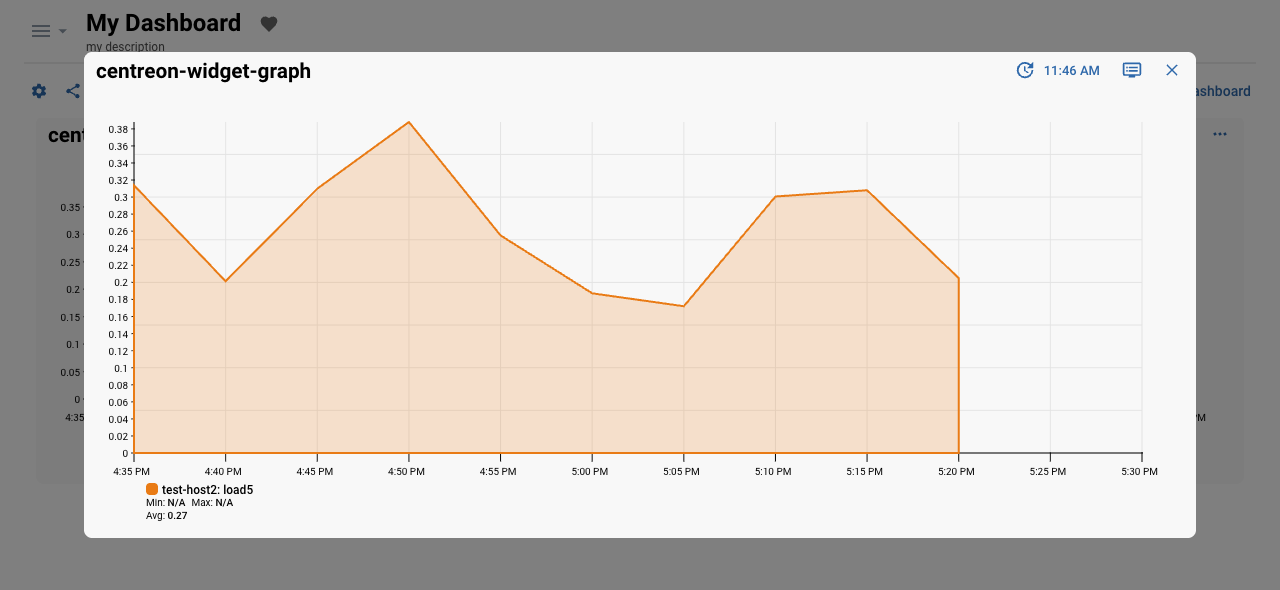 My Dashboard
my description
centreon-widget-graph
11:46 AM
ashboard
cent
0.35
0.3
0.25
0.2
0.15
0.1
0.05
0
4:35
PM
0.38
0.36
0.34
0.32
0.3
0.28
0.26
0.24
0.22
0.2
0.18
0.16
0.14
0.12
0.1
0.08
0.06
0.04
0.02
0
4:35 PM 4:40 PM 4:45 PM 4:50 PM 4:55 PM 5:00 PM 5:05 PM 5:10 PM 5:15 PM 5:20 PM 5:25 PM 5:30 PM
test-host2: load5
Min: N/A Max: N/A
Avg: 0.27